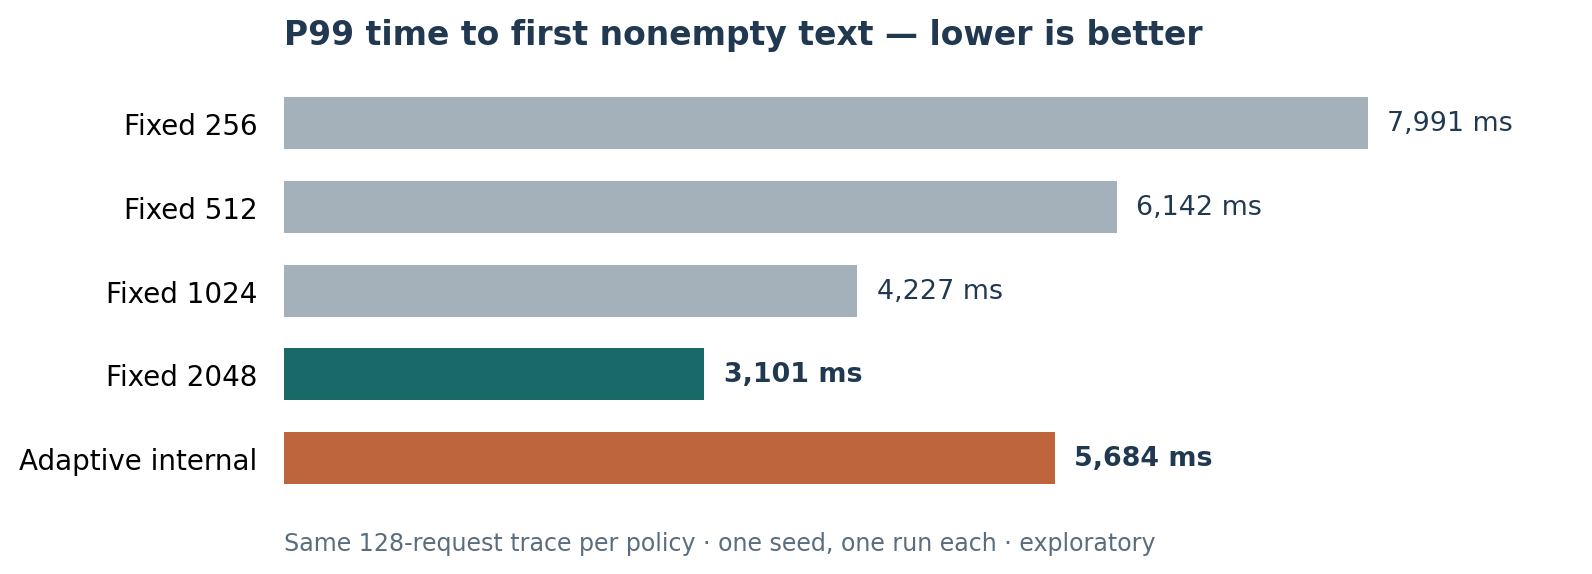 P99 time to first nonempty text — lower is better
Fixed 256 7,991 ms
Fixed 512 6,142 ms
Fixed 1024 4,227 ms
Fixed 2048 3,101 ms
Adaptive internal 5,684 ms
Same 128-request trace per policy · one seed, one run each · exploratory